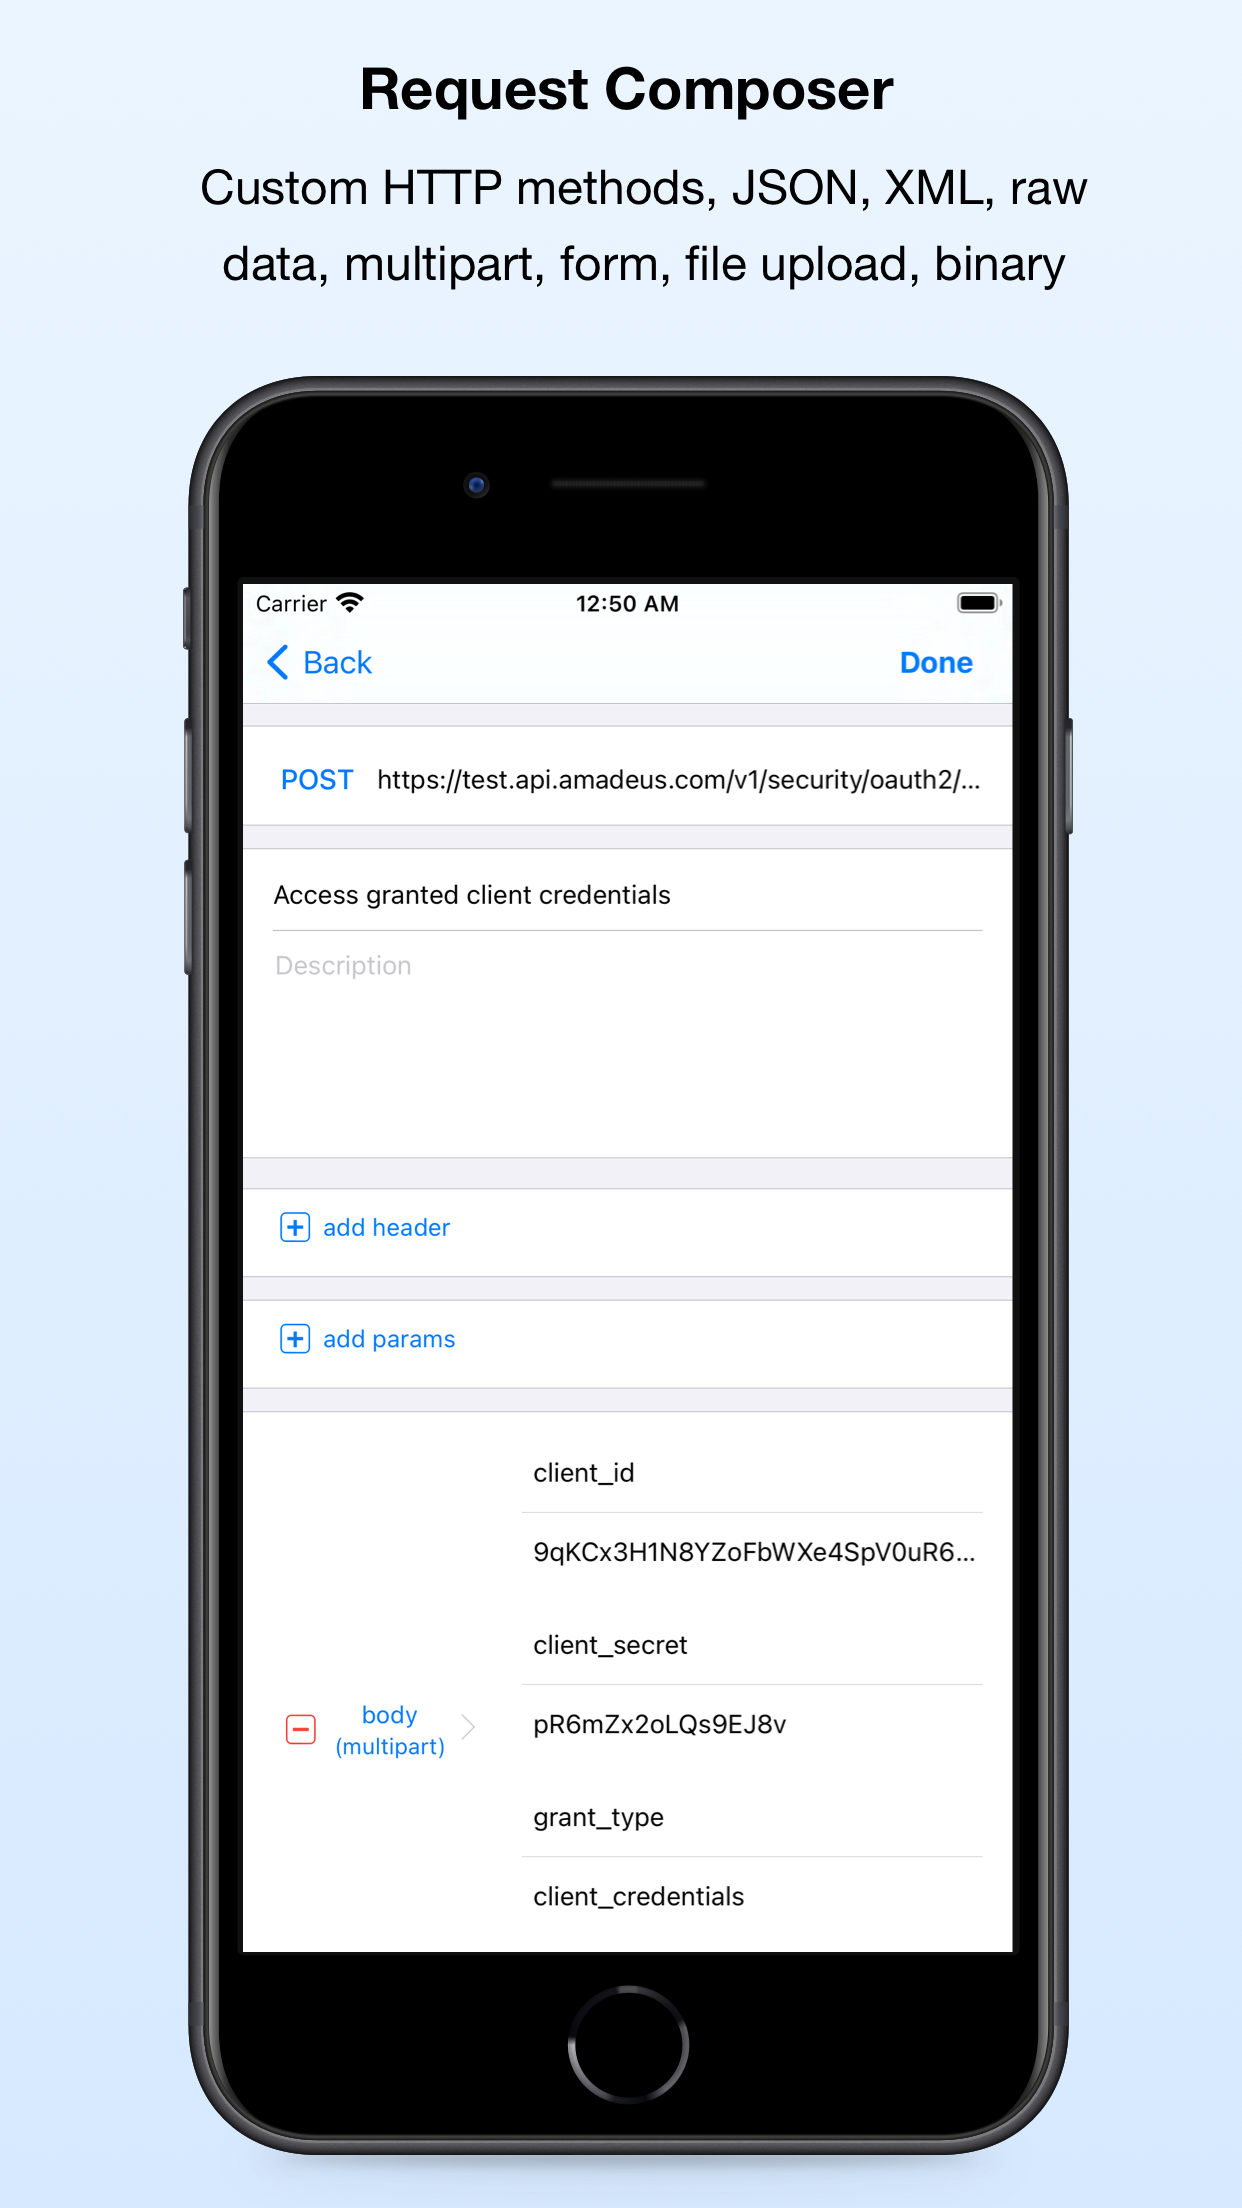 Request Composer
Custom HTTP methods, JSON, XML, raw
data, multipart, form, file upload, binary
Carrier 12:50 AM
Back Done
POST https://test.api.amadeus.com/v1/security/oauth2/...
Access granted client credentials
Description
add header
add params
client_id
9qKCx3H1N8YZoFbWXe4SpV0uR6...
client_secret
body
(multipart)
pR6mZx2oLQs9EJ8v
grant_type
client_credentials